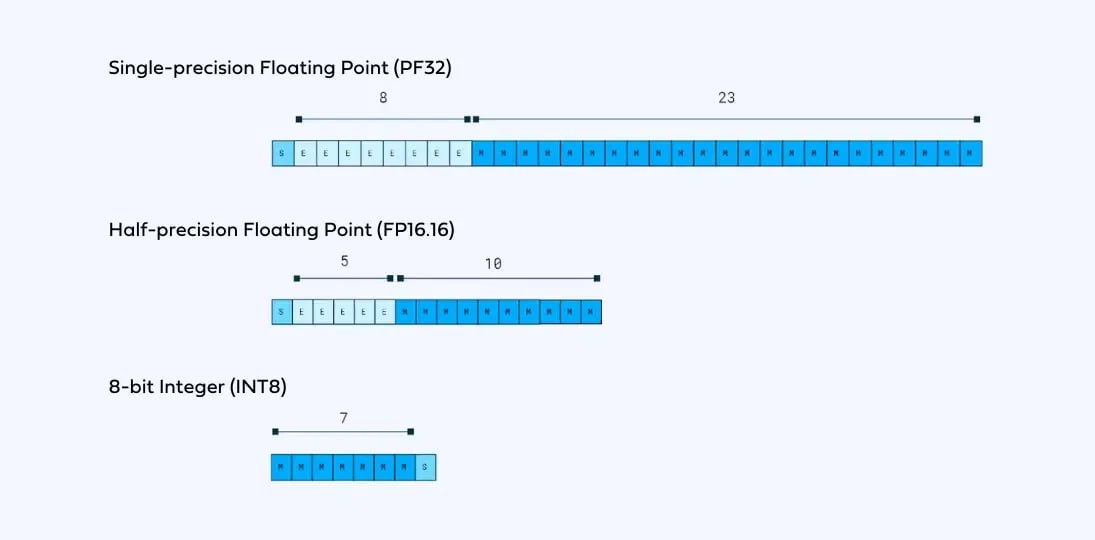 Single-precision Floating Point (PF32)
8 23
S E E E E E E E E M M M M M M M M M M M M M M M M M M M M M M M
Half-precision Floating Point (FP16.16)
5 10
S E E E E E M M M M M M M M M M
8-bit Integer (INT8)
7
M M M M M M M S